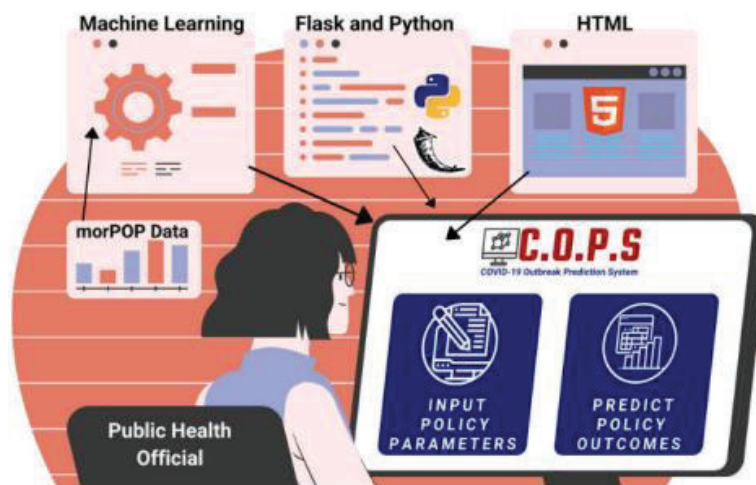 Machine Learning
Flask and Python
HTML
5
morPOP Data
C.O.P.S
COVID-19 Outbreak Prediction System
INPUT
POLICY
PARAMETERS
PREDICT
POLICY
OUTCOMES
Public Health
Official